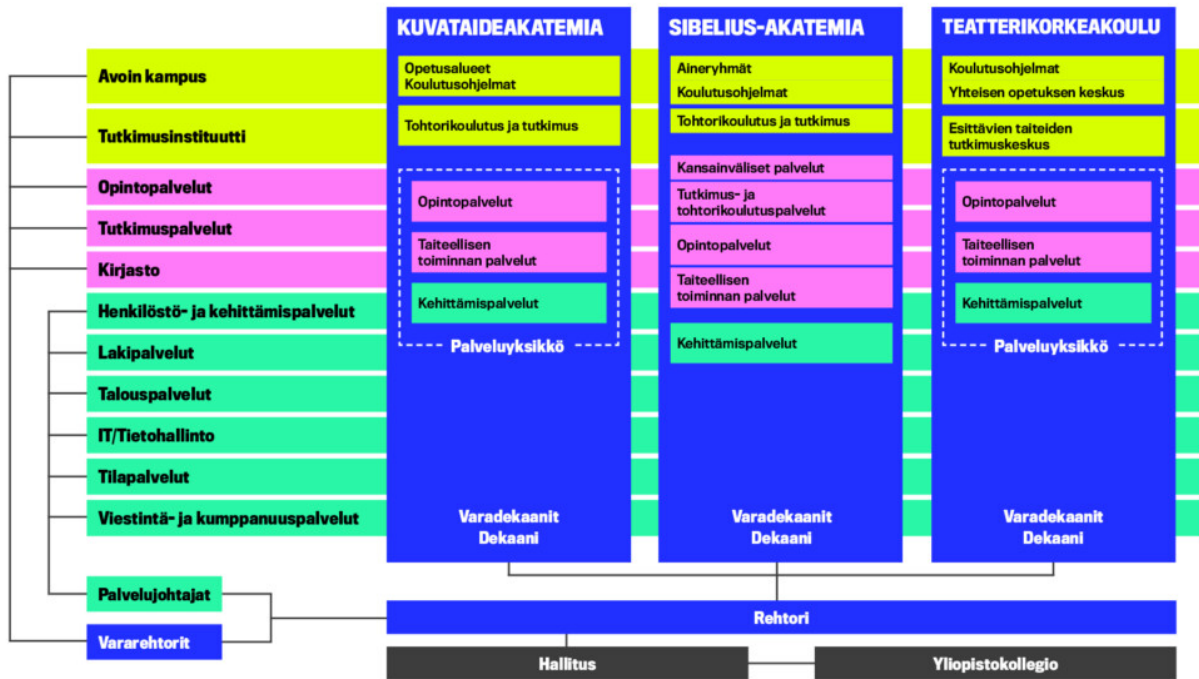 KUVATAIDEAKATEMIA
SIBELIUS-AKATEMIA
TEATTERIKORKEAKOULU
Avoin kampus
Tutkimusinstituutti
Opintopalvelut
Tutkimuspalvelut
Kirjasto
Henkilöstö- ja kehittämispalvelut
Lakipalvelut
Talouspalvelut
IT/Tietohallinto
Tilapalvelut
Viestintä- ja kumppanuuspalvelut
Palvelujohtajat
Vararehtorit
Opetusalueet
Koulutusohjelmat
Tohtorikoulutus ja tutkimus
Opintopalvelut
Taiteellisen
toiminnan palvelut
Kehittämispalvelut
Palveluyksikkö
Varadekaanit
Dekaani
Aineryhmät
Koulutusohjelmat
Tohtorikoulutus ja tutkimus
Kansainväliset palvelut
Tutkimus- ja
tohtorikoulutuspalvelut
Opintopalvelut
Taiteellisen
toiminnan palvelut
Kehittämispalvelut
Varadekaanit
Dekaani
Koulutusohjelmat
Yhteisen opetuksen keskus
Esittävien taiteiden
tutkimuskeskus
Opintopalvelut
Taiteellisen
toiminnan palvelut
Kehittämispalvelut
Palveluyksikkö
Varadekaanit
Dekaani
Rehtori
Hallitus
Yliopistokollegio